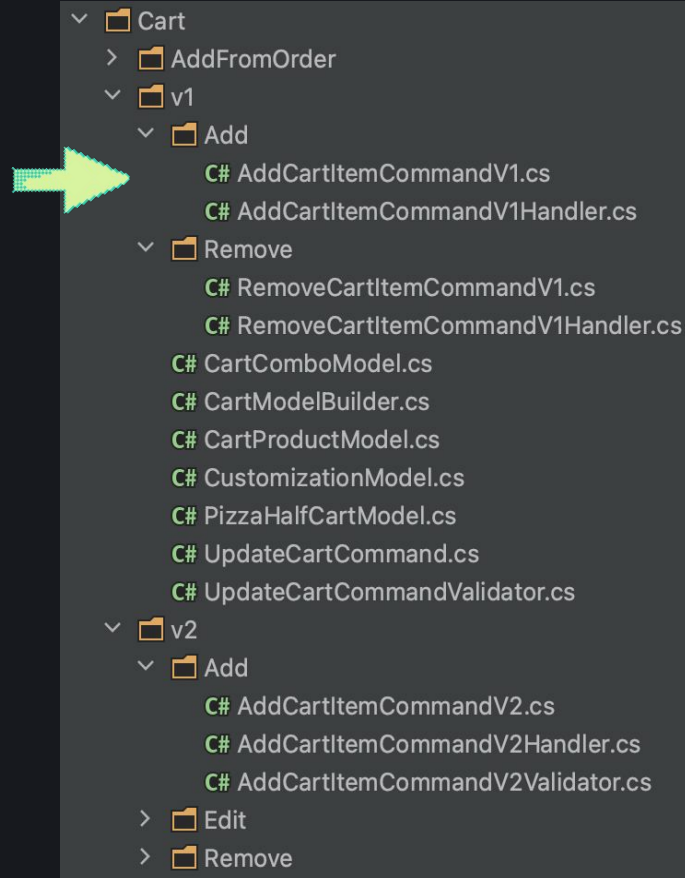 Cart
AddFromOrder
v1
Add
C# AddCartItemCommandV1.cs
C# AddCartItemCommandV1Handler.cs
Remove
C# RemoveCartItemCommandV1.cs
C# RemoveCartItemCommandV1Handler.cs
C# CartComboModel.cs
C# CartModelBuilder.cs
C# CartProductModel.cs
C# CustomizationModel.cs
C# PizzaHalfCartModel.cs
C# UpdateCartCommand.cs
C# UpdateCartCommandValidator.cs
v2
Add
C# AddCartItemCommandV2.cs
C# AddCartItemCommandV2Handler.cs
C# AddCartItemCommandV2Validator.cs
Edit
Remove